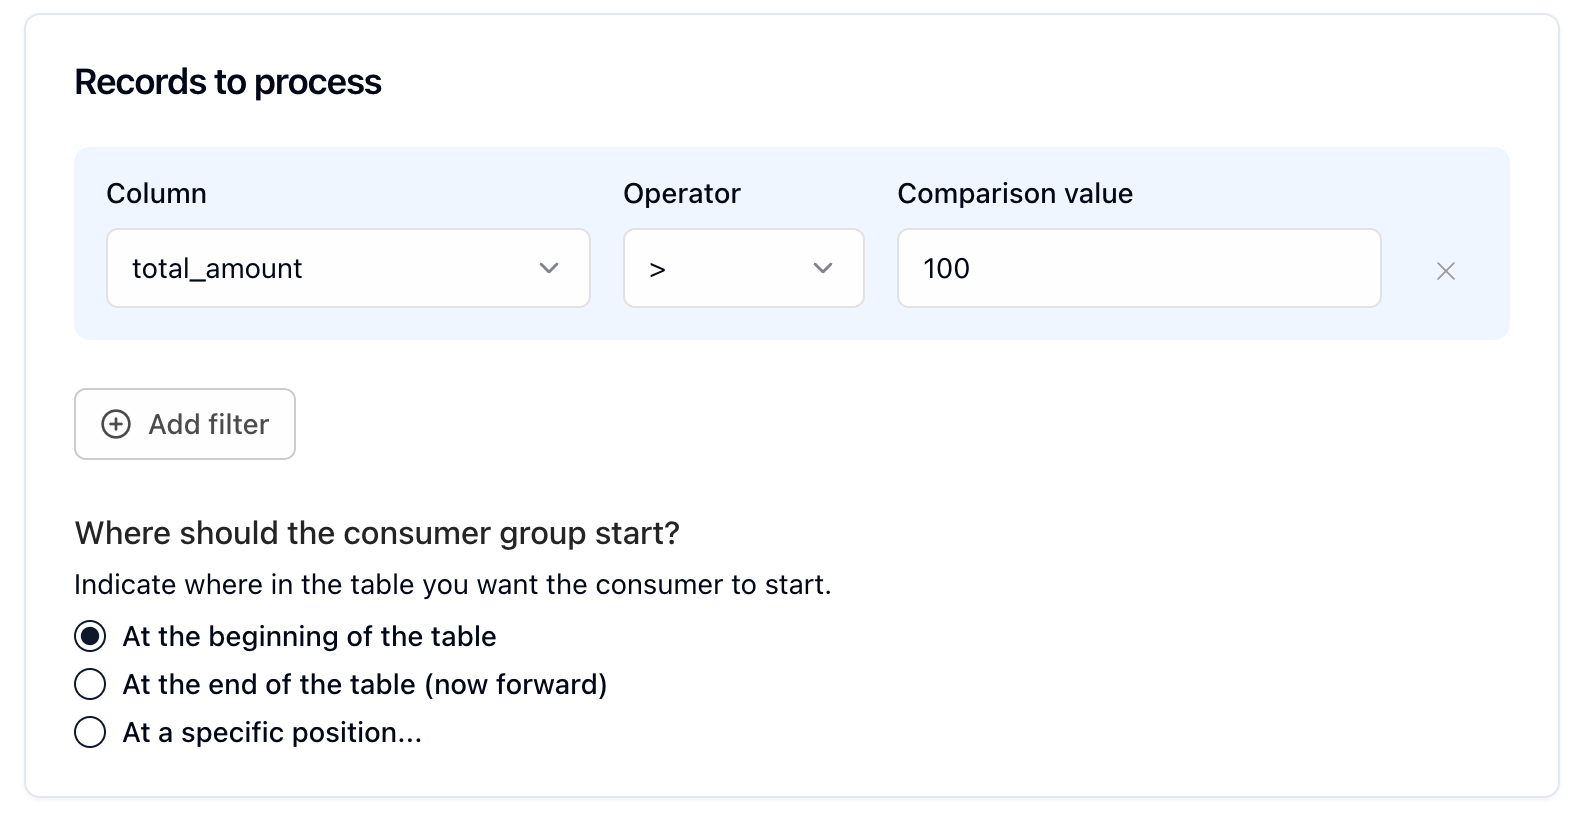 Records to process
Column Operator Comparison value
total_amount > 100
Add filter
Where should the consumer group start?
Indicate where in the table you want the consumer to start.
At the beginning of the table
At the end of the table (now forward)
At a specific position...